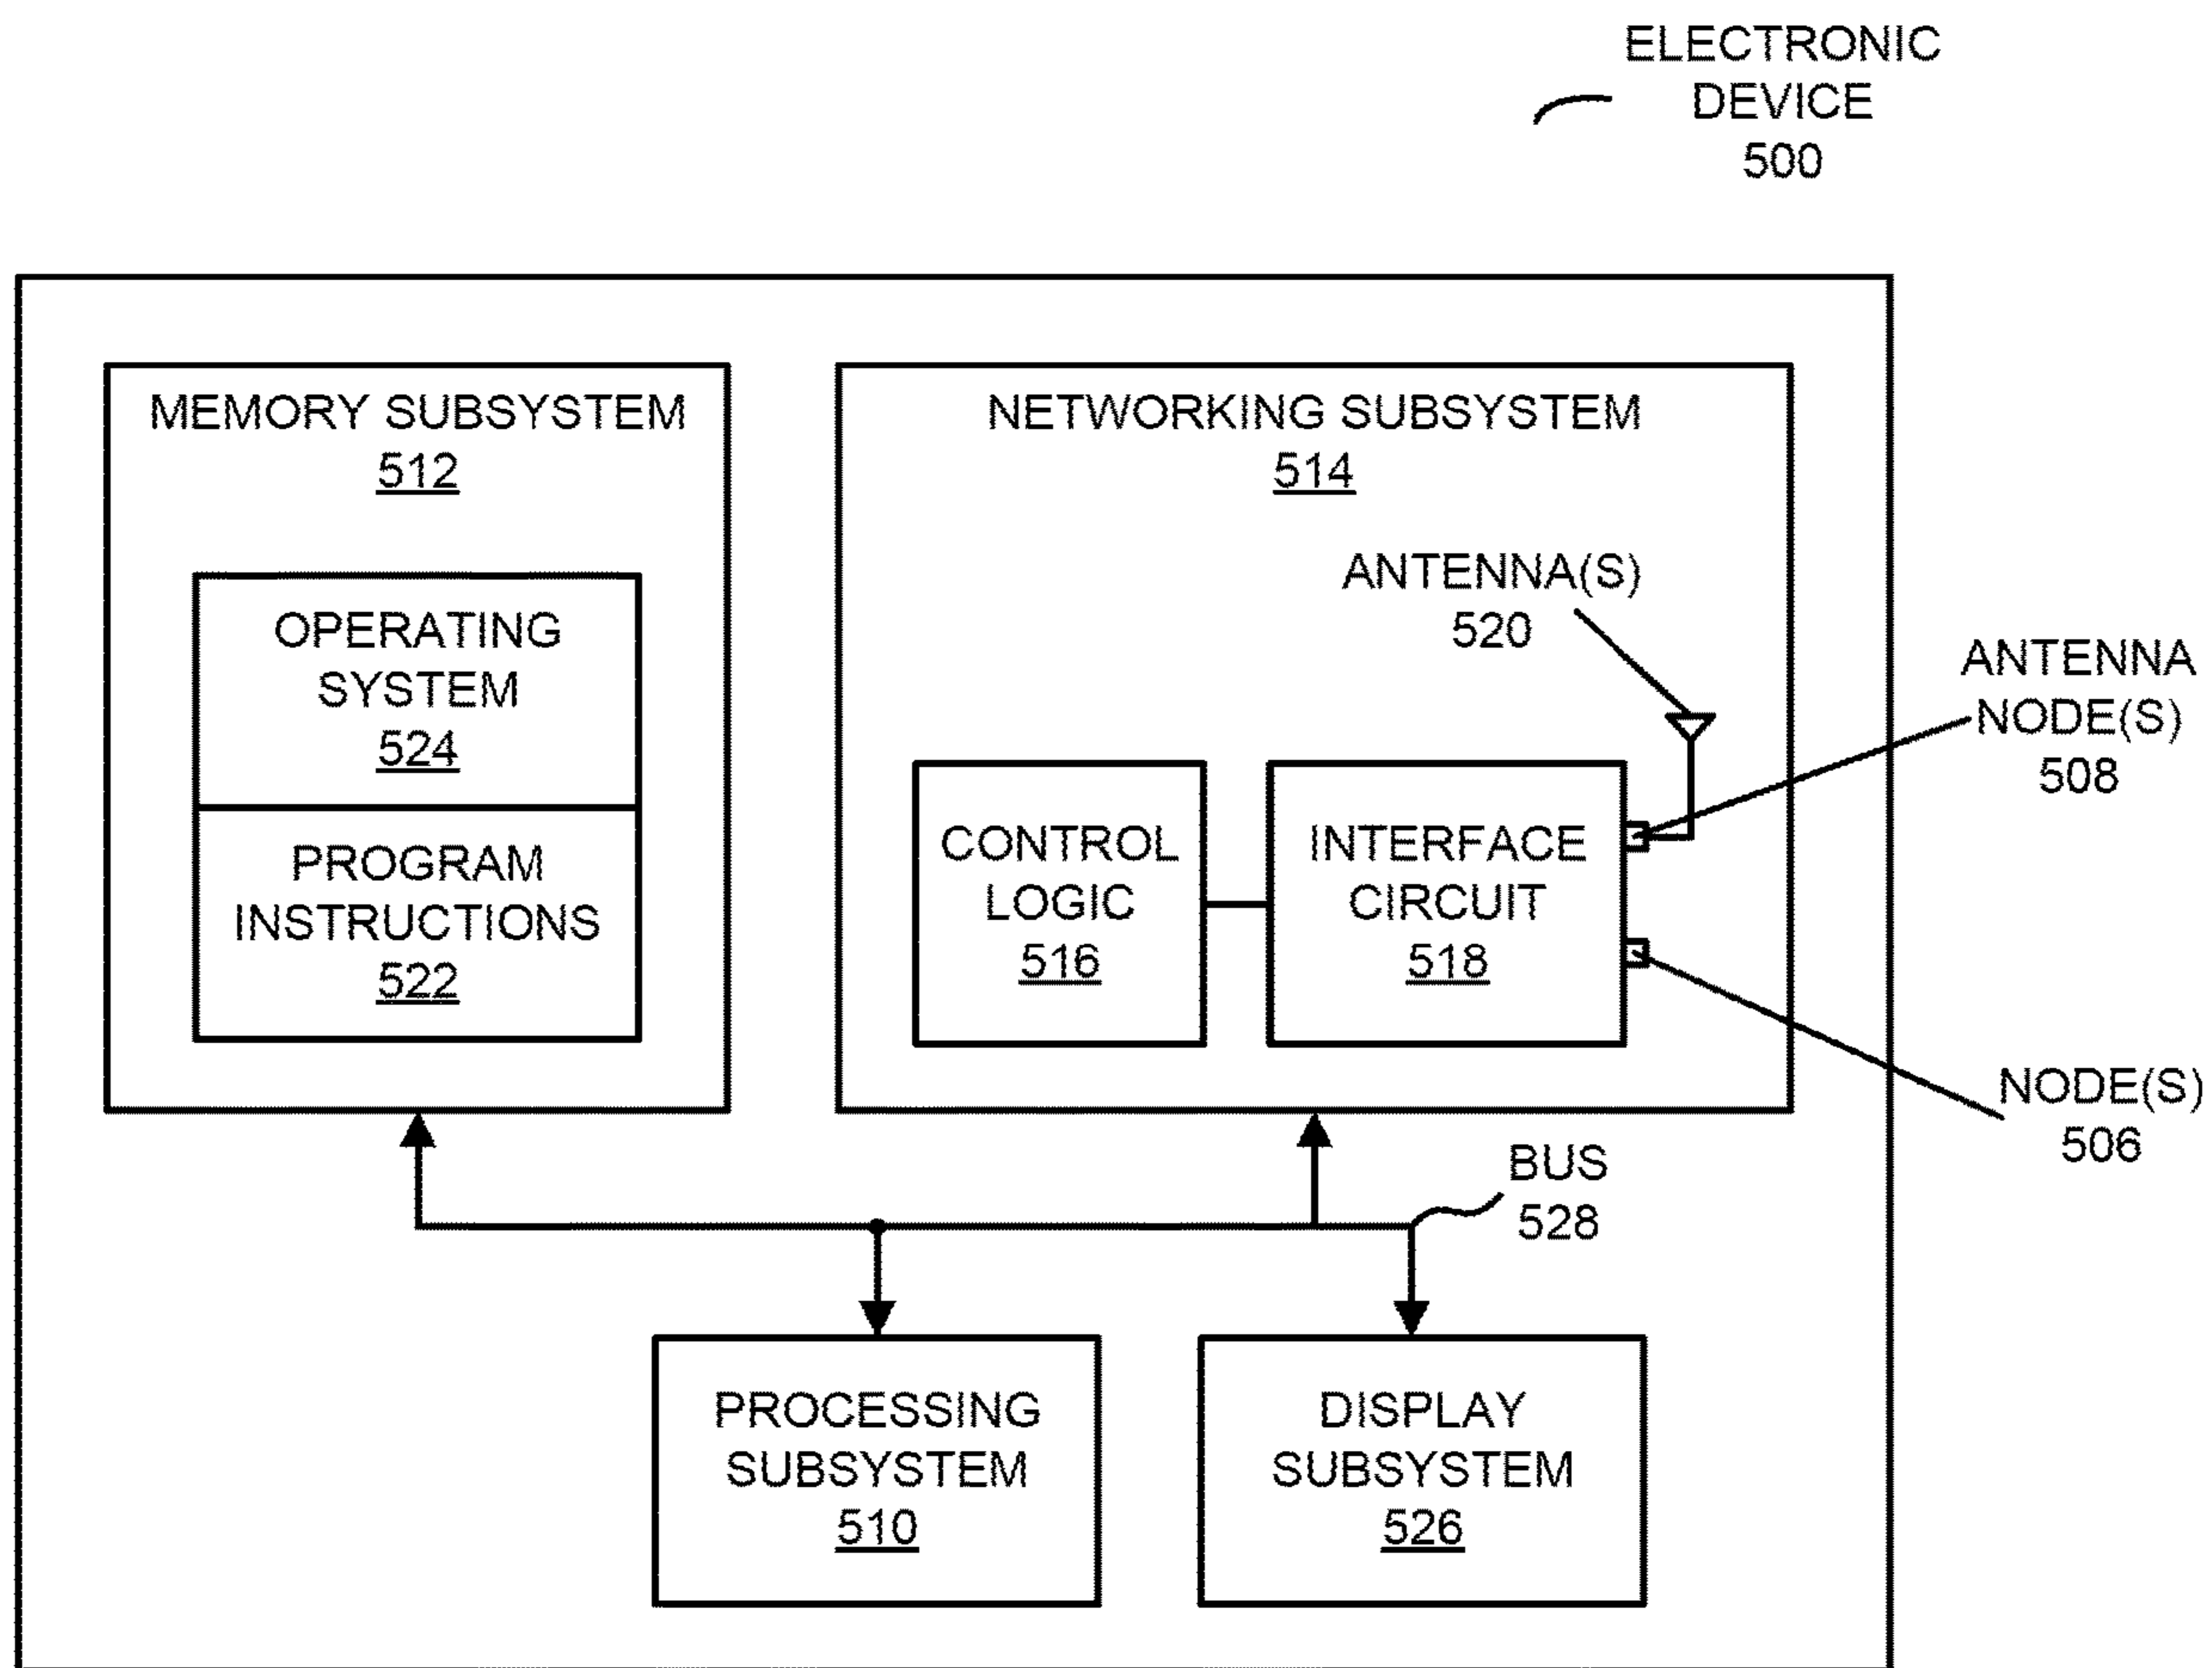 ELECTRONIC
DEVICE
500
MEMORY SUBSYSTEM
512
OPERATING
SYSTEM
524
PROGRAM
INSTRUCTIONS
522
NETWORKING SUBSYSTEM
514
ANTENNA(S)
520
CONTROL
LOGIC
516
INTERFACE
CIRCUIT
518
ANTENNA
NODE(S)
508
NODE(S)
506
BUS
528
PROCESSING
SUBSYSTEM
510
DISPLAY
SUBSYSTEM
526